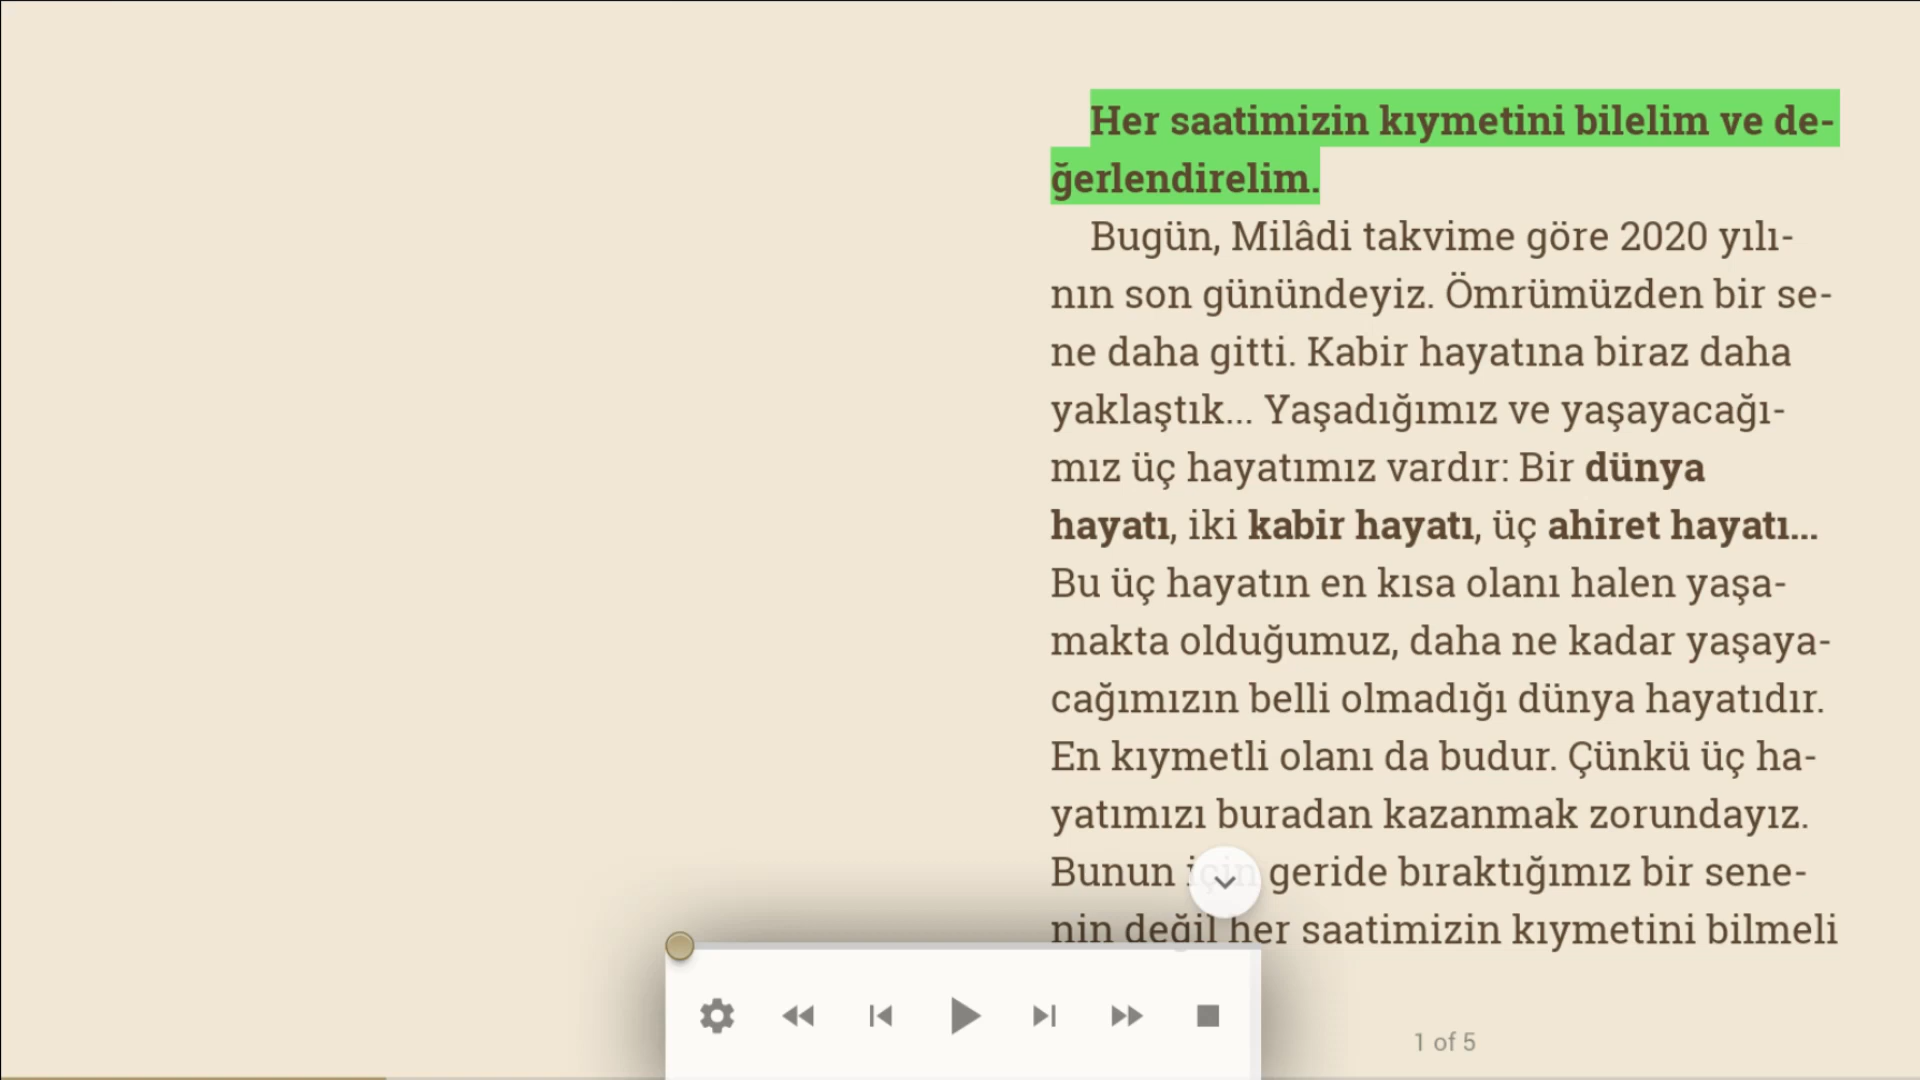 Her saatimizin kıymetini bilelim ve de-
ğerlendirelim.
Bugün, Milâdi takvime göre 2020 yılı-
nın son günündeyiz. Ömrümüzden bir se-
ne daha gitti. Kabir hayatına biraz daha
yaklaştık... Yaşadığımız ve yaşayacağı-
mız üç hayatımız vardır: Bir dünya
hayatı, iki kabir hayatı, üç ahiret hayatı...
Bu üç hayatın en kısa olanı halen yaşa-
makta olduğumuz, daha ne kadar yaşaya-
cağımızın belli olmadığı dünya hayatıdır.
En kıymetli olanı da budur. Çünkü üç ha-
yatımızı buradan kazanmak zorundayız.
Bunun için geride bıraktığımız bir sene-
nin değil her saatimizin kıymetini bilmeli
1 of 5